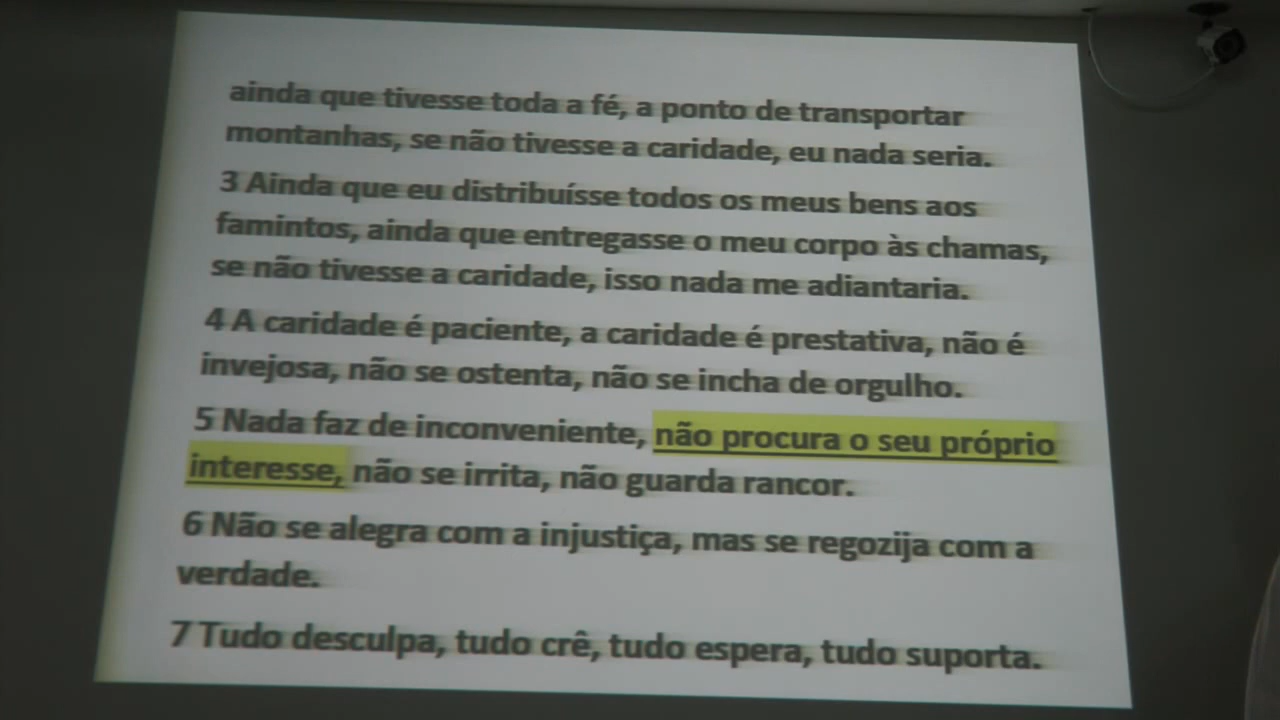 ainda que tivesse toda a fé, a ponto de transportar
montanhas, se não tivesse a caridade, eu nada seria.
3 Ainda que eu distribuísse todos os meus bens aos
famintos, ainda que entregasse o meu corpo às chamas,
se não tivesse a caridade, isso nada me adiantaria.
4 A caridade é paciente, a caridade é prestativa, não é
invejosa, não se ostenta, não se incha de orgulho.
5 Nada faz de inconveniente, não procura o seu próprio
interesse, não se irrita, não guarda rancor.
6 Não se alegra com a injustiça, mas se regozija com a
verdade.
7 Tudo desculpa, tudo crê, tudo espera, tudo suporta.